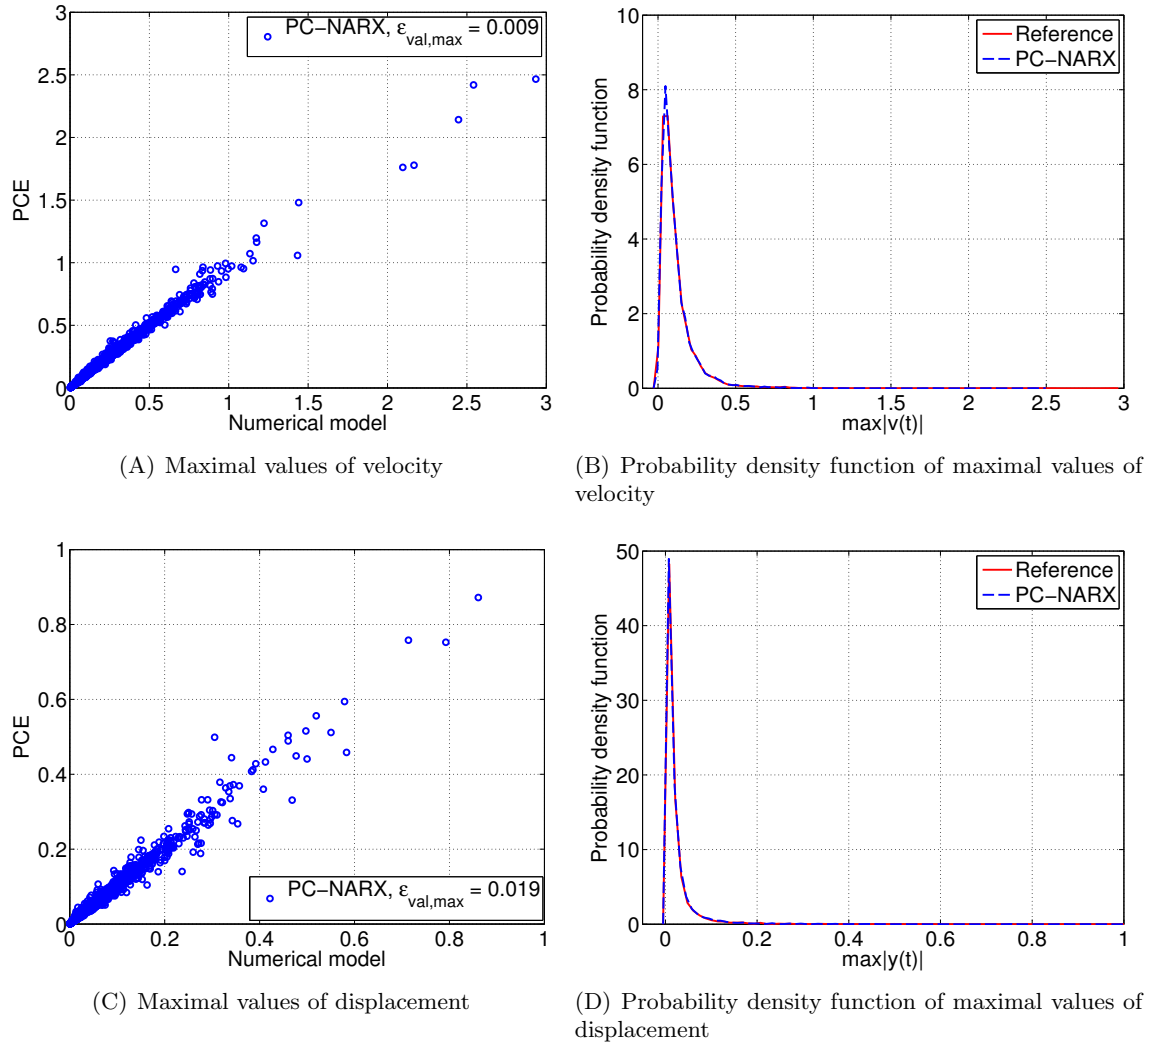 3
2.5
2
1.5
1
0.5
0
PCE
PC−NARX, εval,max = 0.009
0 0.5 1 1.5 2 2.5 3
Numerical model
(A) Maximal values of velocity
10
8
6
4
2
0
Probability density function
Reference
PC−NARX
0 0.5 1 1.5 2 2.5 3
max|v(t)|
(B) Probability density function of maximal values of
velocity
1
0.8
0.6
0.4
0.2
0
PCE
PC−NARX, εval,max = 0.019
0 0.2 0.4 0.6 0.8 1
Numerical model
(C) Maximal values of displacement
50
40
30
20
10
0
Probability density function
Reference
PC−NARX
0 0.2 0.4 0.6 0.8 1
max|y(t)|
(D) Probability density function of maximal values of
displacement